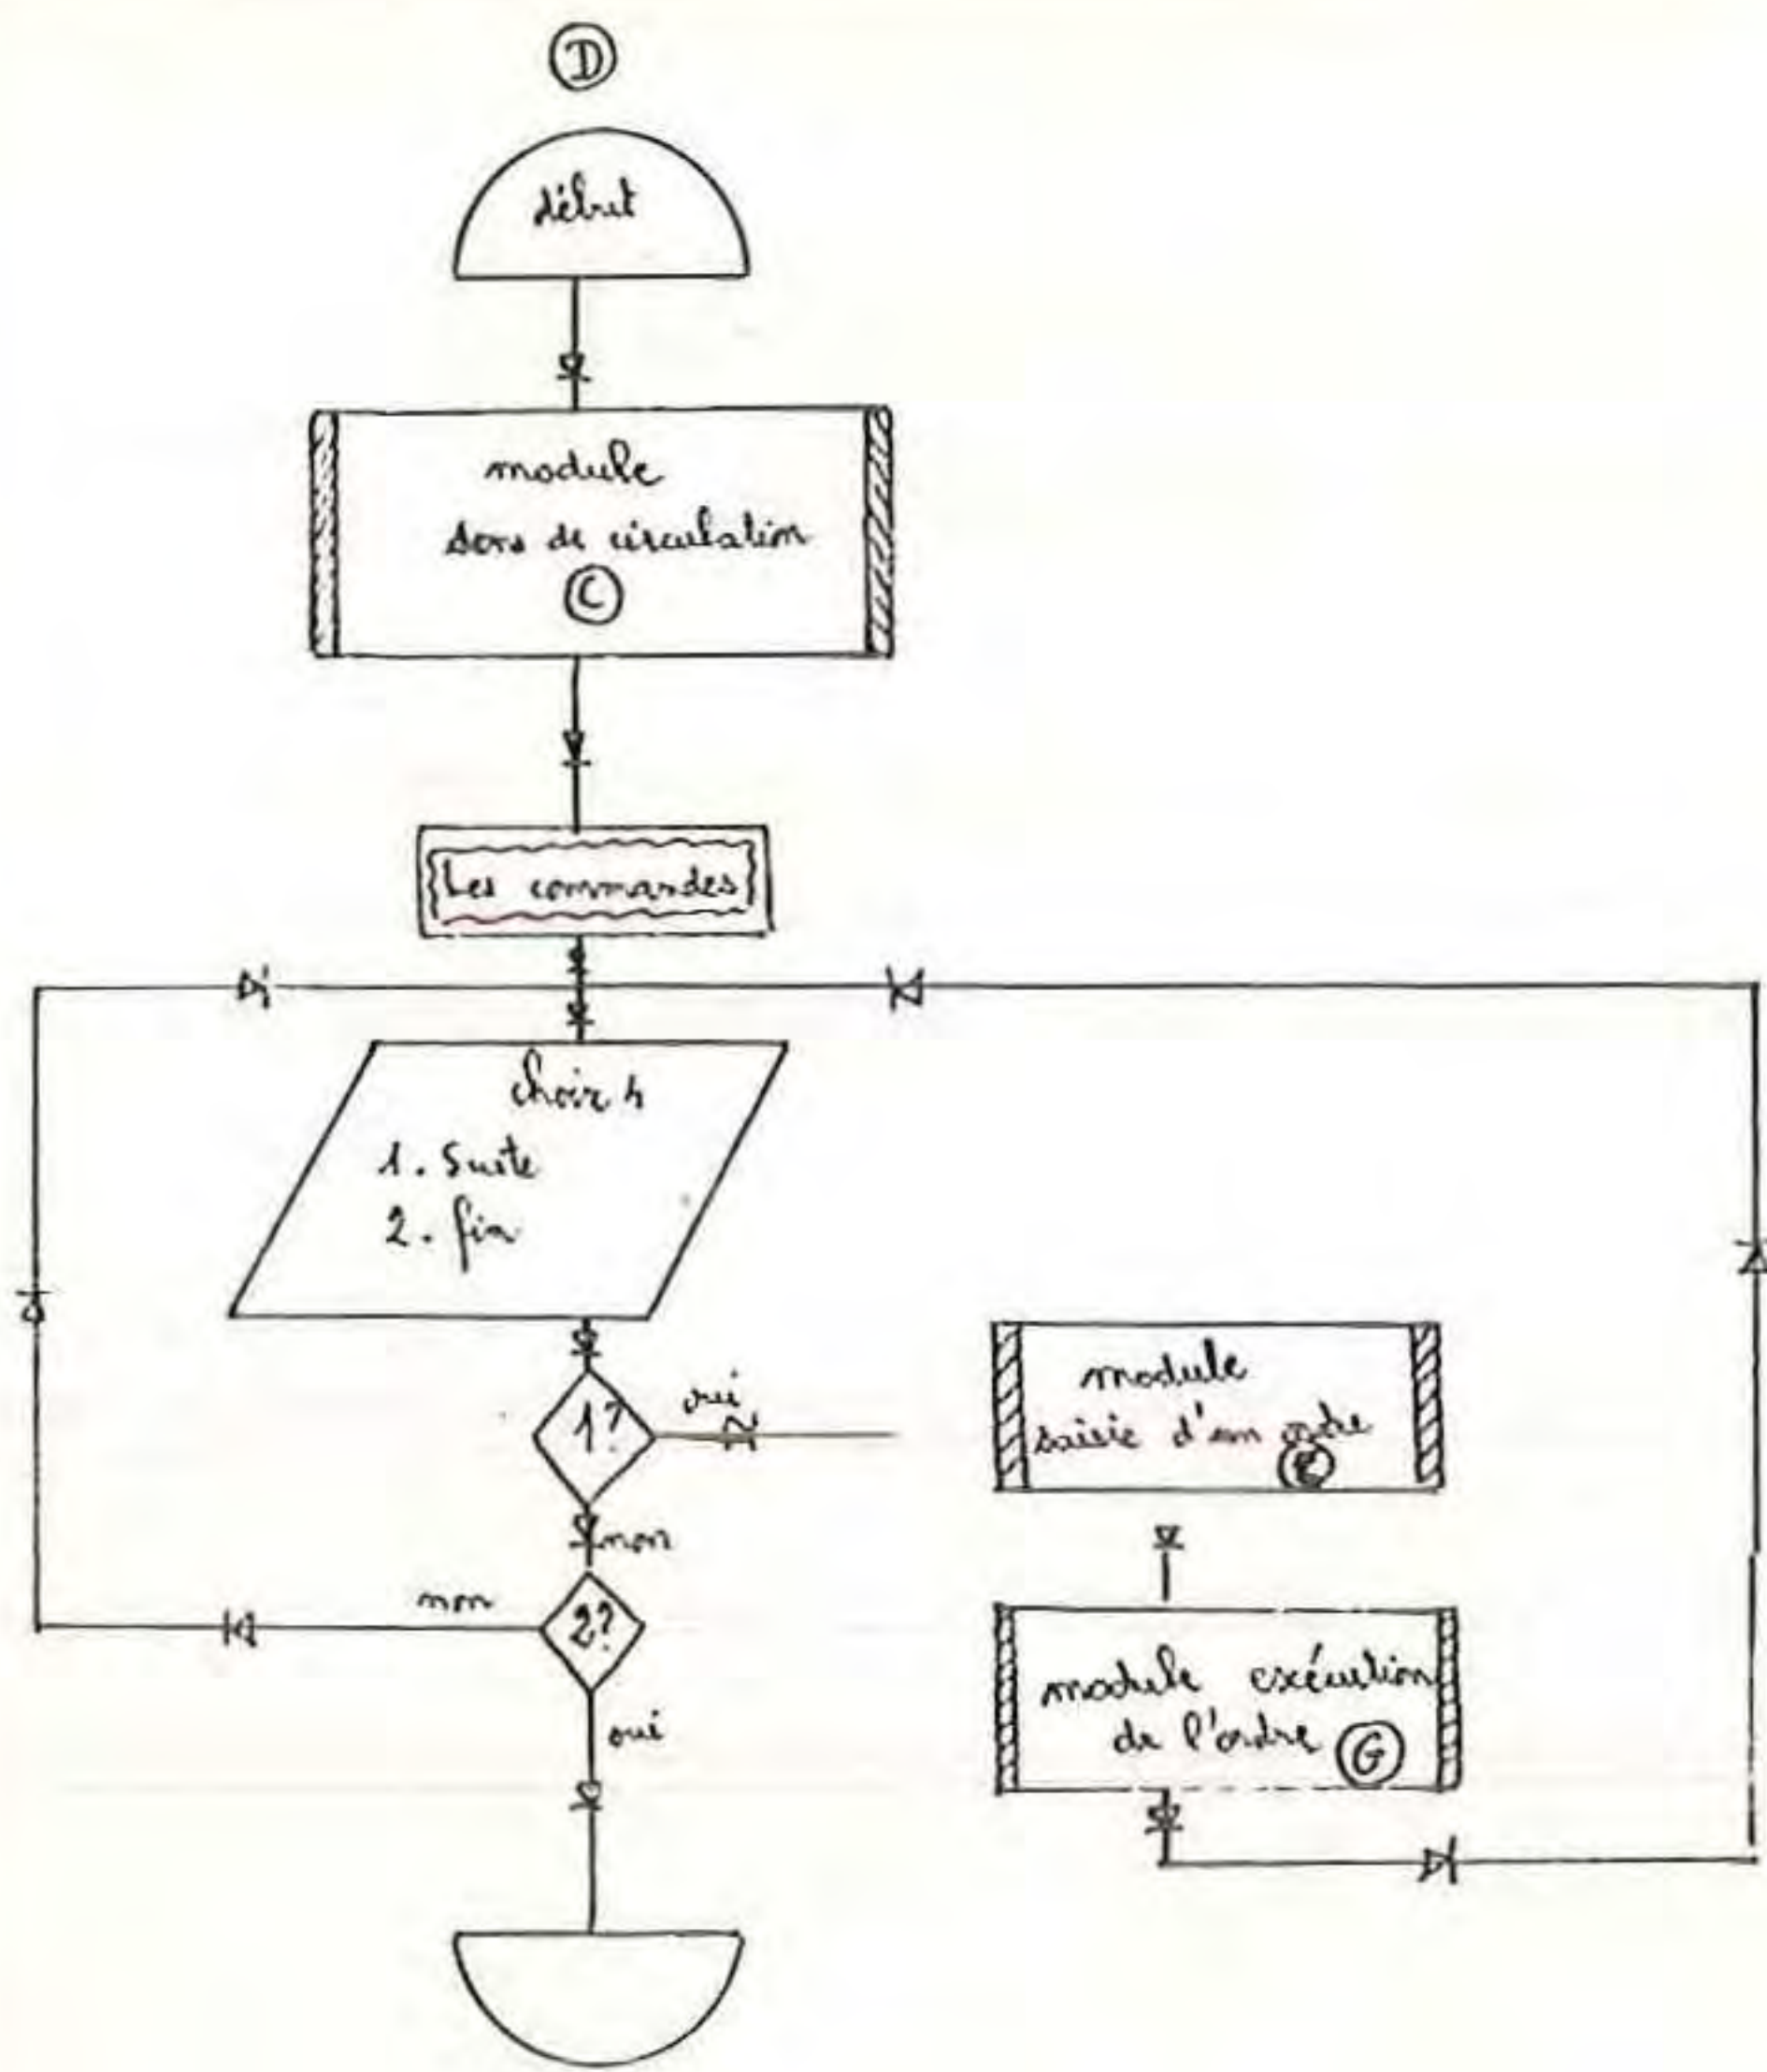 D
début
module
sens de circulation
C
Les commandes
choix 4
1. Suite
2. fin
1?
oui
non
2?
non
oui
module
saisie d'un ordre
module exécution
de l'ordre
G